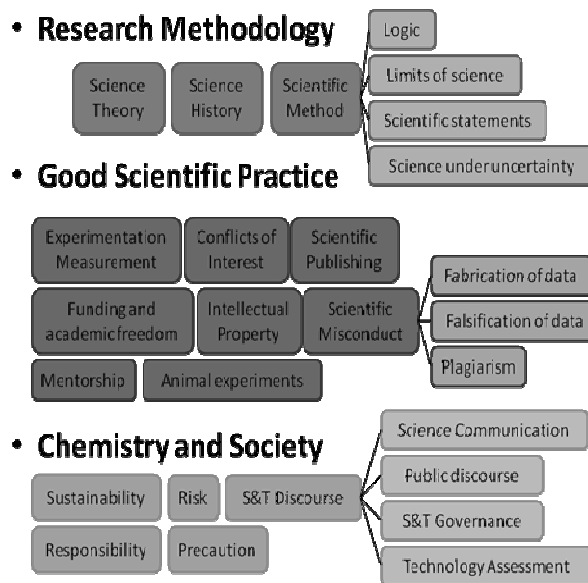 • Research Methodology
Science
Theory
Science
History
Scientific
Method
Logic
Limits of science
Scientific statements
Science under uncertainty
• Good Scientific Practice
Experimentation
Measurement
Conflicts of
Interest
Scientific
Publishing
Funding and
academic freedom
Intellectual
Property
Scientific
Misconduct
Fabrication of data
Falsification of data
Plagiarism
Mentorship
Animal experiments
• Chemistry and Society
Sustainability
Risk
S&T Discourse
Responsibility
Precaution
Science Communication
Public discourse
S&T Governance
Technology Assessment